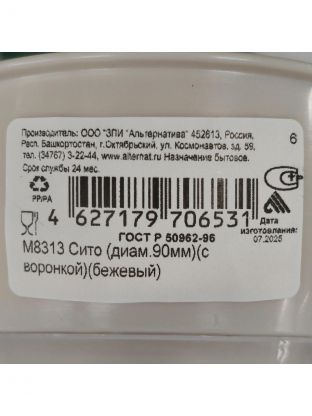 Производитель: ООО "ЗПИ "Альтернатива" 452613, Россия,
Респ. Башкортостан, г.Октябрьский, ул. Космонавтов, зд. 59,
тел. (34767) 3-22-44, www.alternat.ru Назначение бытовое.
Срок службы 24 мес.
6
PP/PA
4 627179 706531
Дата
изготовления:
07.2025
ГОСТ Р 50962-96
М8313 Сито (диам.90мм)(с
воронкой)(бежевый)